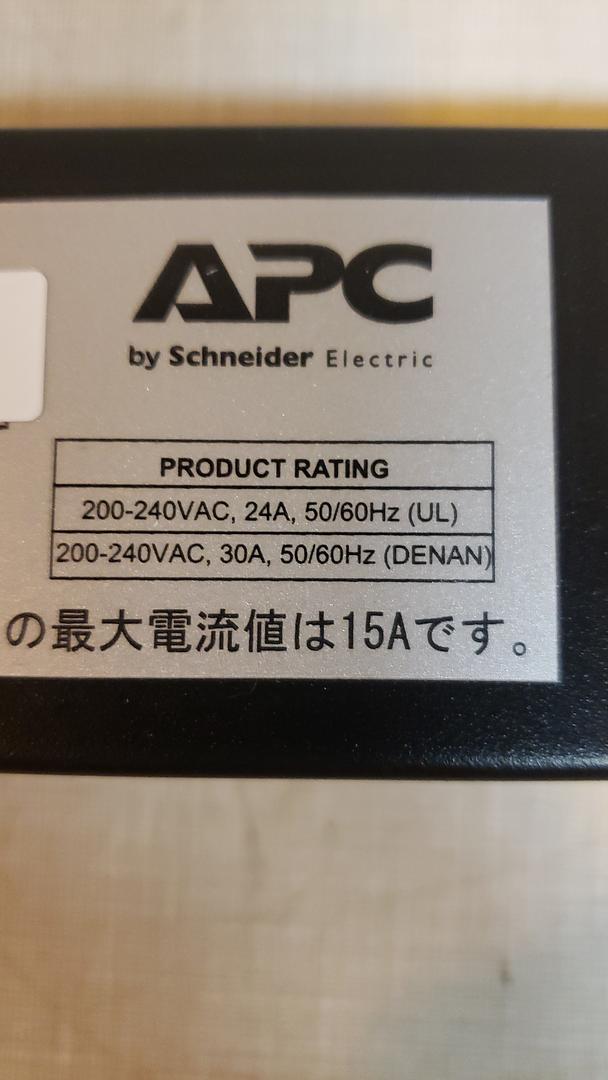 APC
by Schneider Electric
PRODUCT RATING
200-240VAC, 24A, 50/60Hz (UL)
200-240VAC, 30A, 50/60Hz (DENAN)
の最大電流値は15Aです。